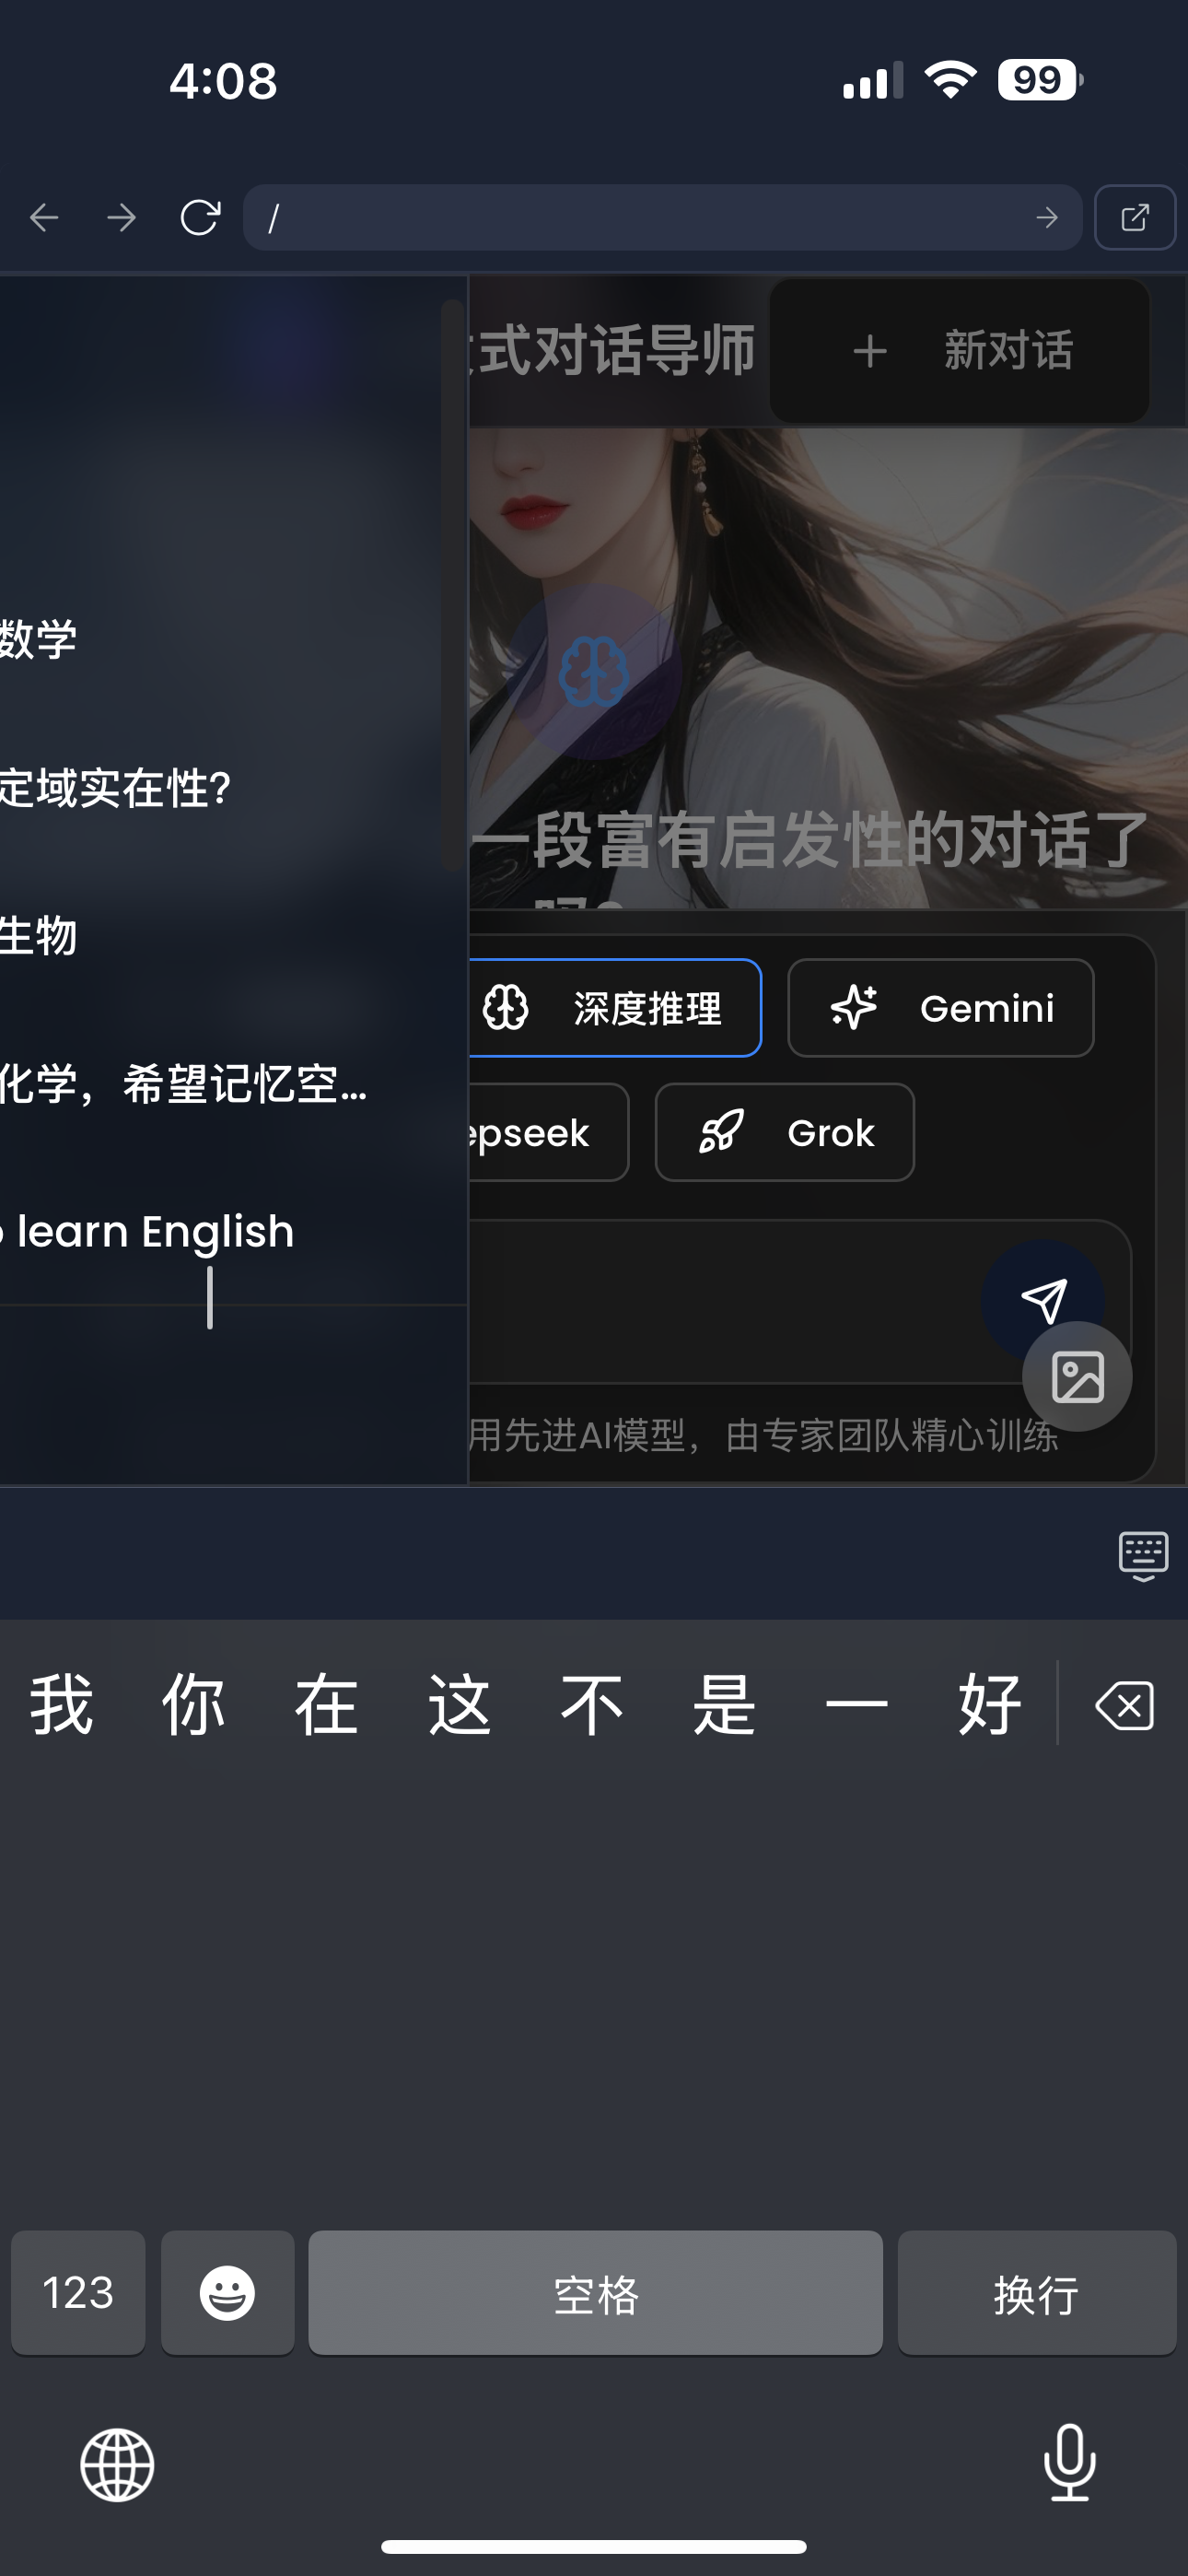 4:08
99
/
式对话导师
新对话
数学
定域实在性?
一段富有启发性的对话了
生物
深度推理
Gemini
化学，希望记忆空...
epseek
Grok
learn English
用先进AI模型，由专家团队精心训练
我 你 在 这 不 是 一 好
123
空格
换行